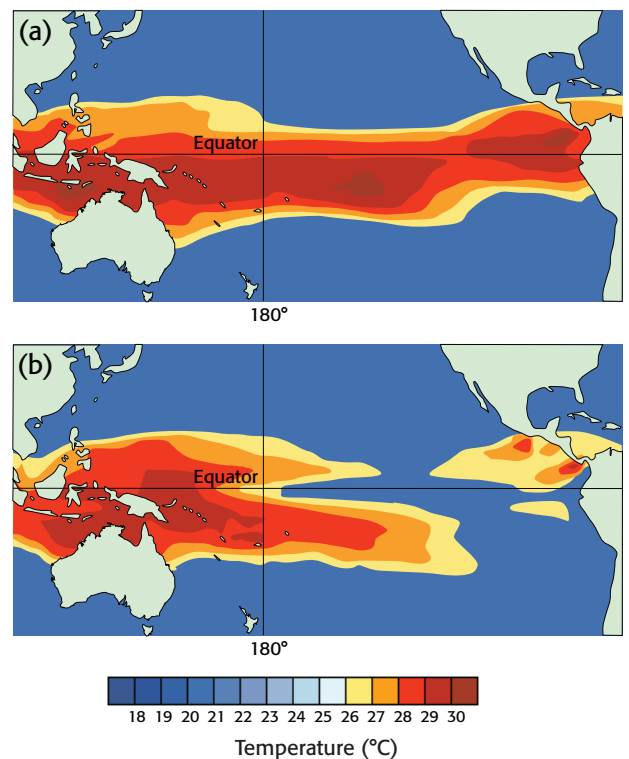 (a)
Equator
180°
(b)
Equator
180°
18 19 20 21 22 23 24 25 26 27 28 29 30
Temperature (°C)